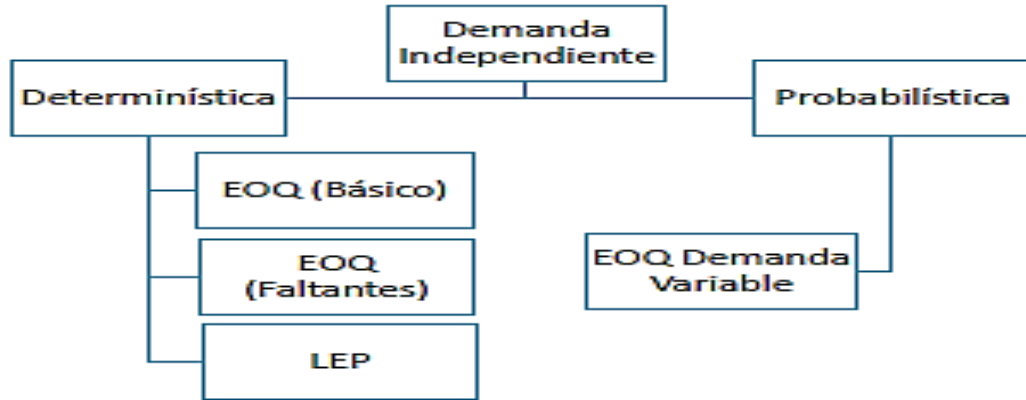 Demanda
Independiente
Determinística
Probabilística
EOQ (Básico)
EOQ
(Faltantes)
EOQ Demanda
Variable
LEP